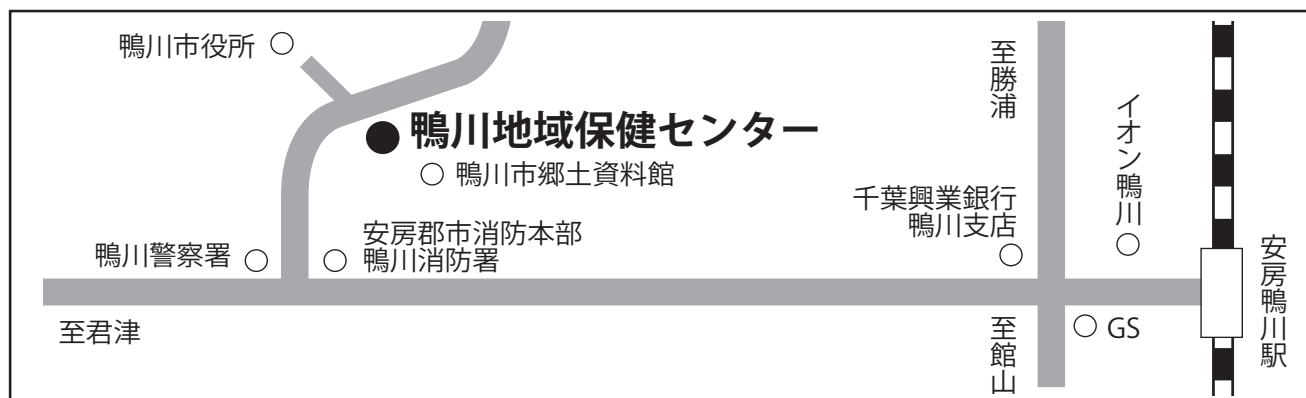 鴨川市役所
鴨川地域保健センター
鴨川市郷土資料館
鴨川警察署
安房郡市消防本部
鴨川消防署
至君津
千葉興業銀行
鴨川支店
至勝浦
イオン鴨川
至館山
GS
安房鴨川駅